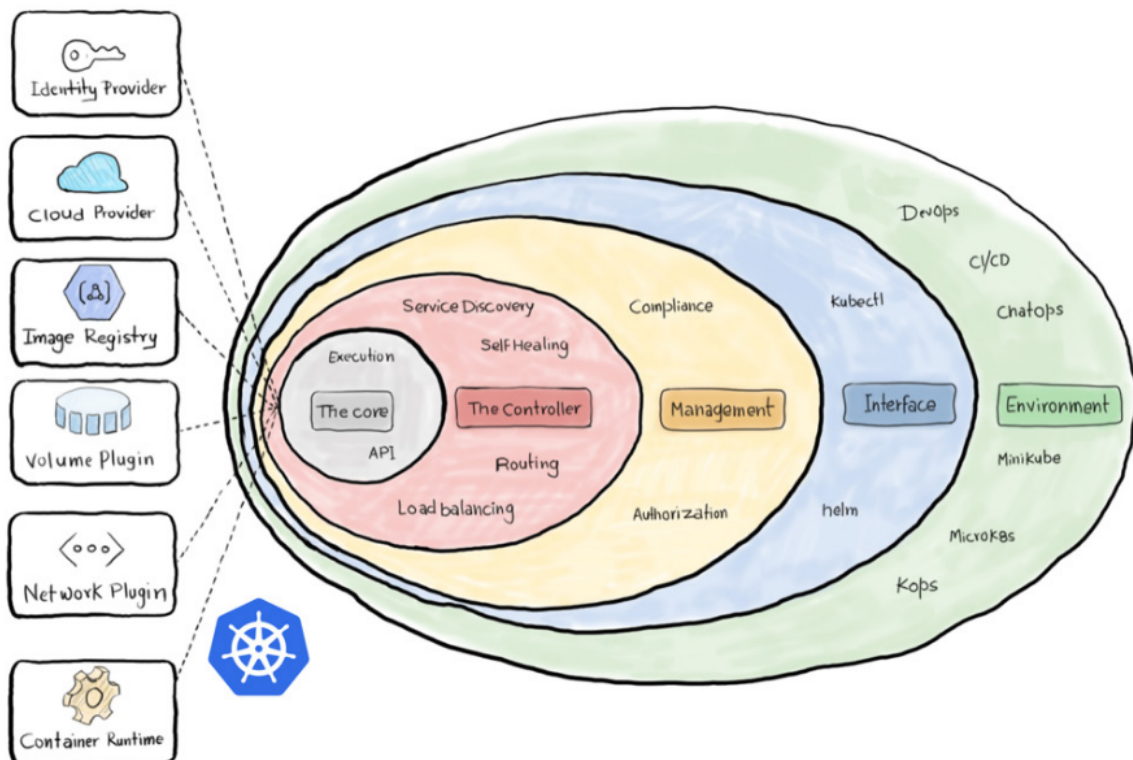 Identity Provider
Cloud Provider
Image Registry
Volume Plugin
Network Plugin
Container Runtime
Execution
The core
API
Service Discovery
Self Healing
The Controller
Routing
Load balancing
Compliance
Management
Authorization
Kubectl
Interface
helm
DevOps
CI/CD
Chatops
Environment
Minikube
Microk8s
Kops